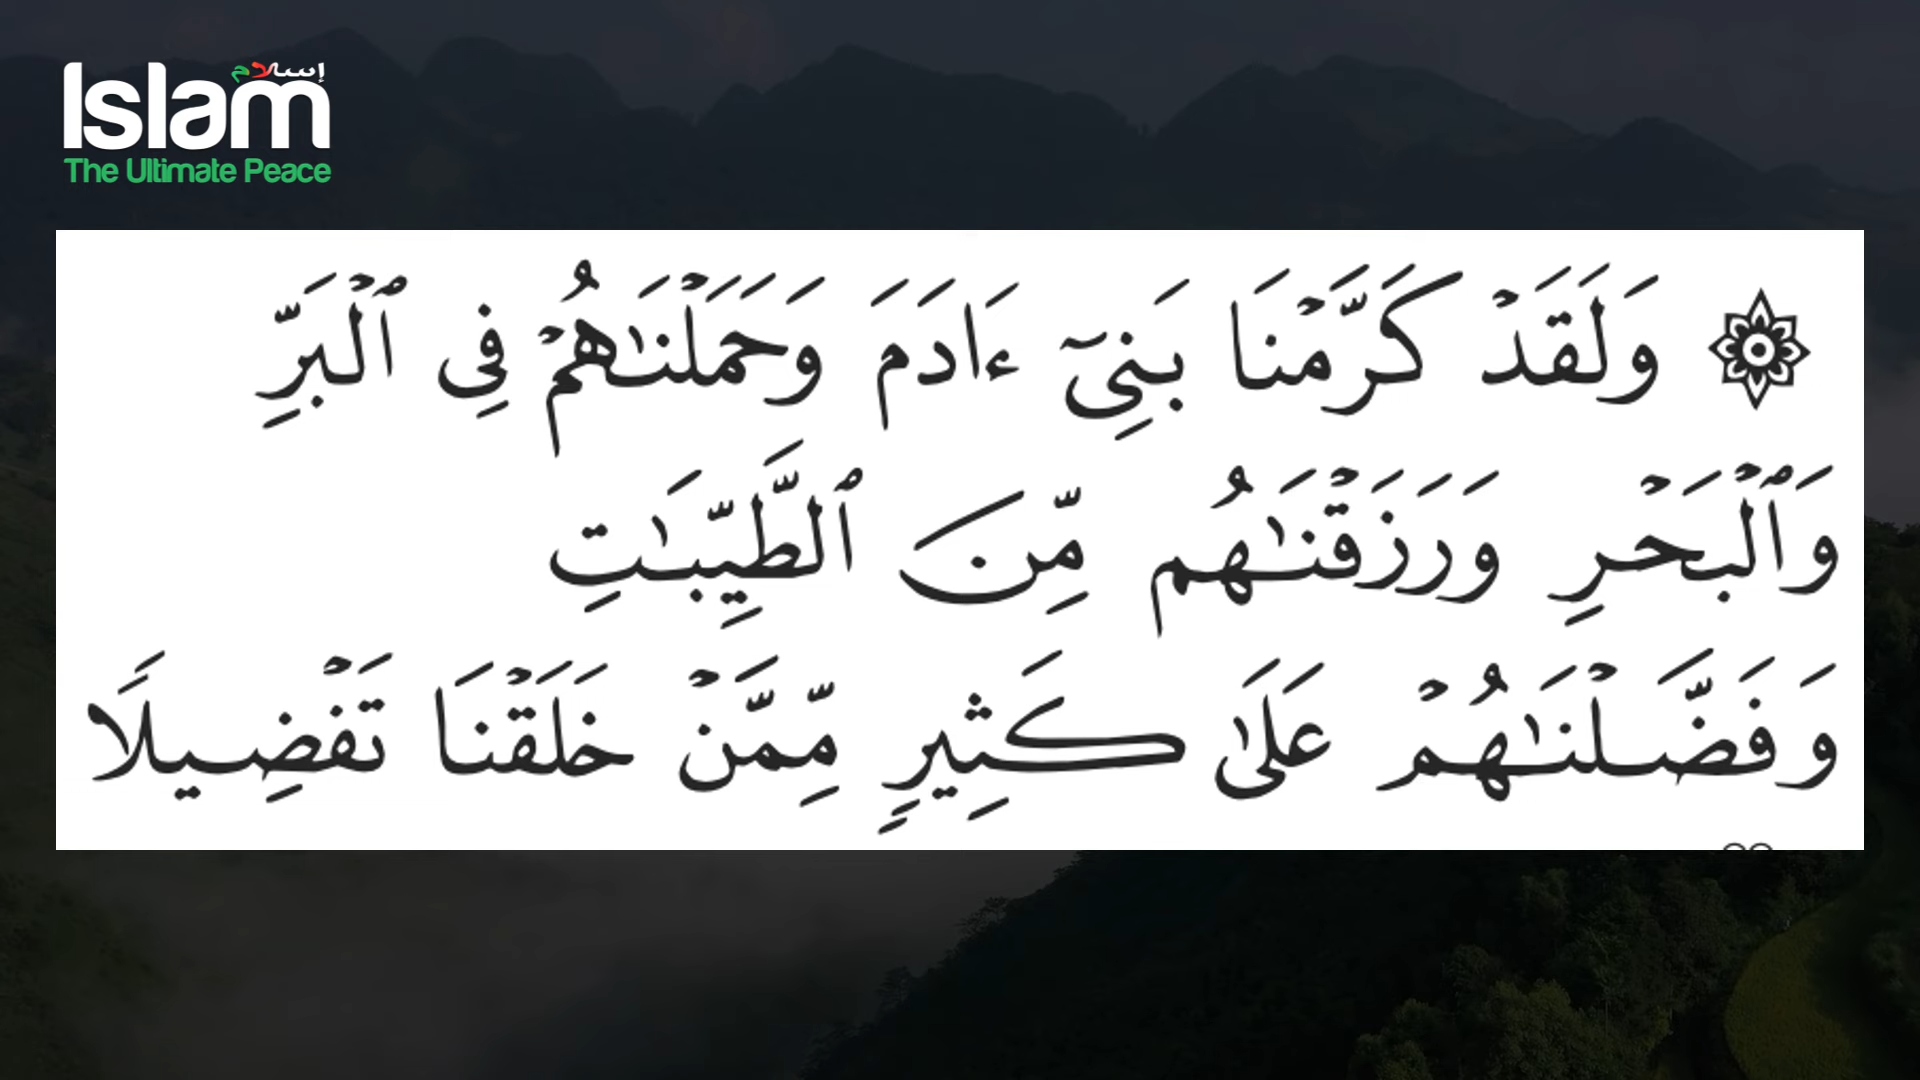 إسلام
Islam
The Ultimate Peace
۞ وَلَقَدْ كَرَّمْنَا بَنِىٓ ءَادَمَ وَحَمَلْنَـٰهُمْ فِى ٱلْبَرِّ
وَٱلْبَحْرِ وَرَزَقْنَـٰهُم مِّنَ ٱلطَّيِّبَـٰتِ
وَفَضَّلْنَـٰهُمْ عَلَىٰ كَثِيرٍ مِّمَّنْ خَلَقْنَا تَفْضِيلًا